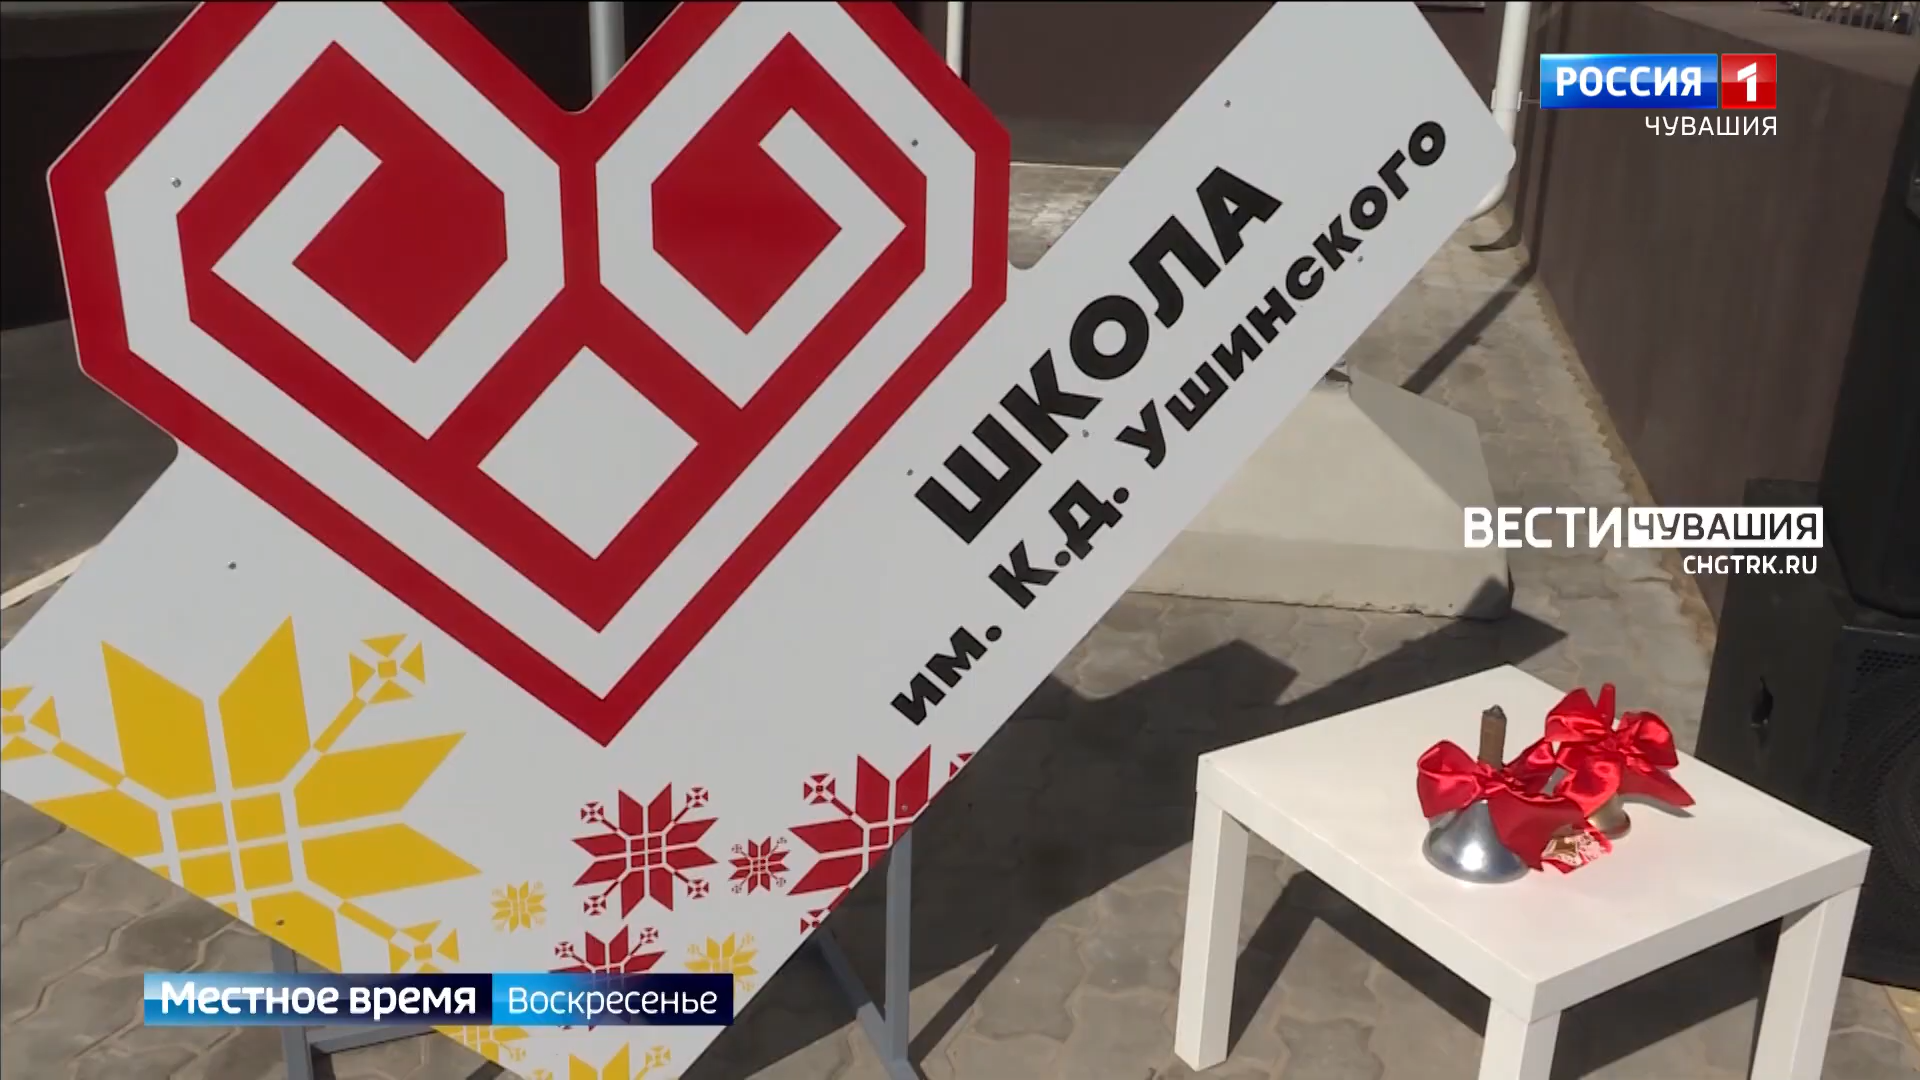 РОССИЯ 1
ЧУВАШИЯ
ШКОЛА
им. К.Д. Ушинского
ВЕСТИ ЧУВАШИЯ
CHGTRK.RU
Местное время Воскресенье